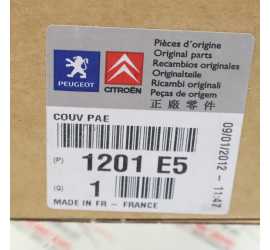 Pièces d'origine
Original parts
Recambios originales
Originalteile
Ricambi originali
Peças de origem
正廠零件
PEUGEOT
CITROËN
COUV PAE
(P) 1201 E5
(Q) 1
MADE IN FR - FRANCE
09/01/2012 - 11:47